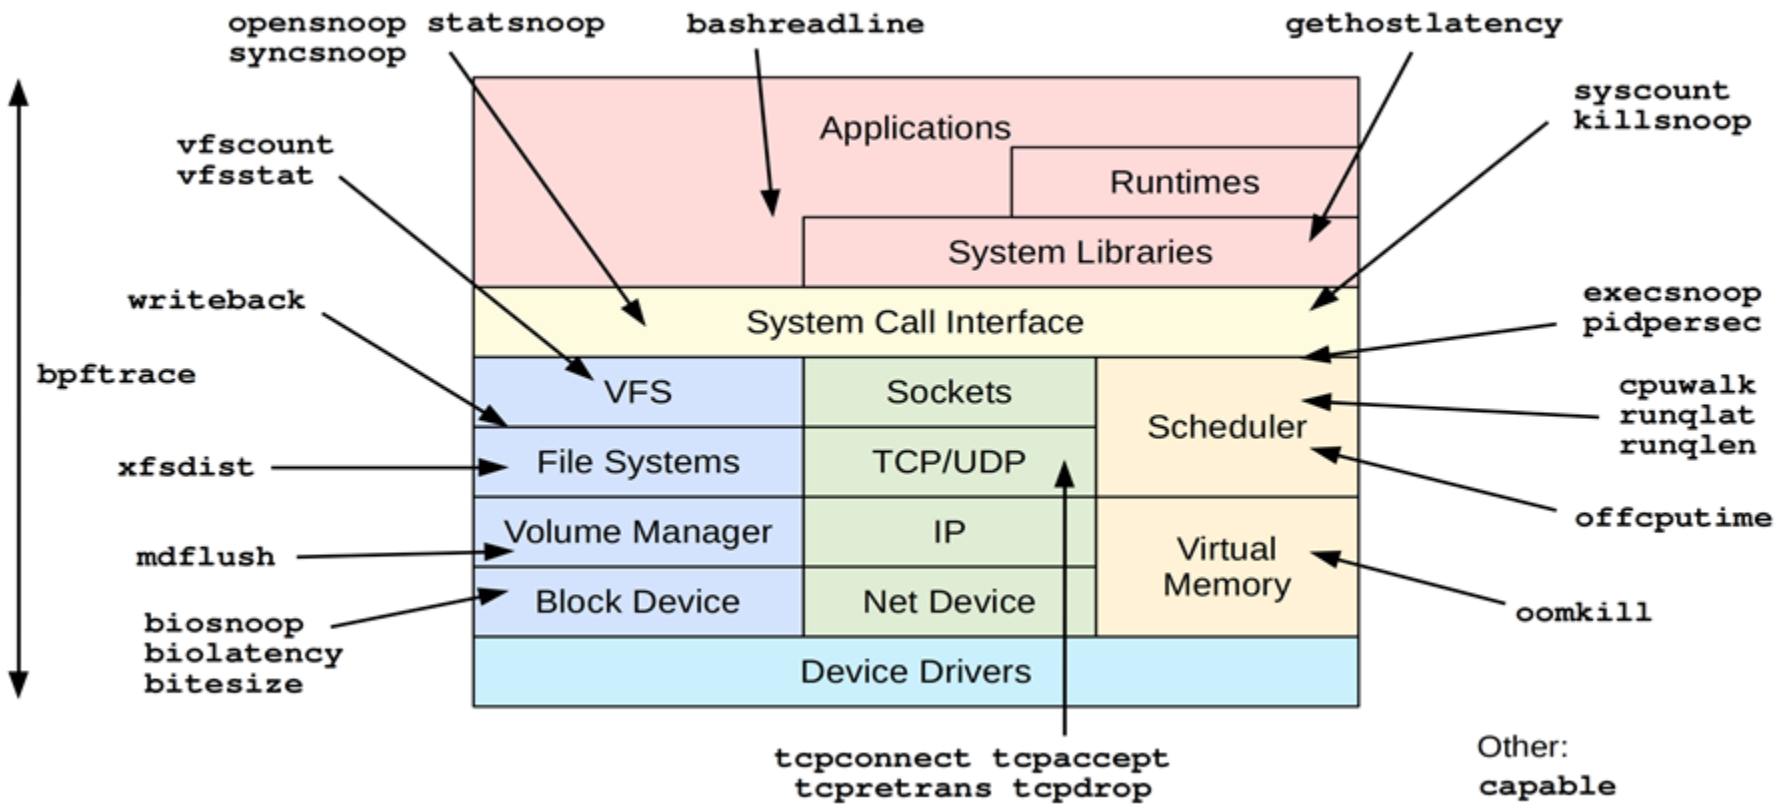 opensnoop statsnoop
syncsnoop
bashreadline
gethostlatency
syscount
killsnoop
vfscount
vfsstat
Applications
Runtimes
System Libraries
writeback
System Call Interface
execsnoop
pidpersec
bpftrace
VFS
Sockets
Scheduler
cpuwalk
runqlat
runqlen
xfsdist
File Systems
TCP/UDP
offcputime
mdflush
Volume Manager
IP
Virtual
Memory
Block Device
Net Device
oomkill
biosnoop
biolatency
bitesize
Device Drivers
tcpconnect tcpaccept
tcpretrans tcpdrop
Other:
capable